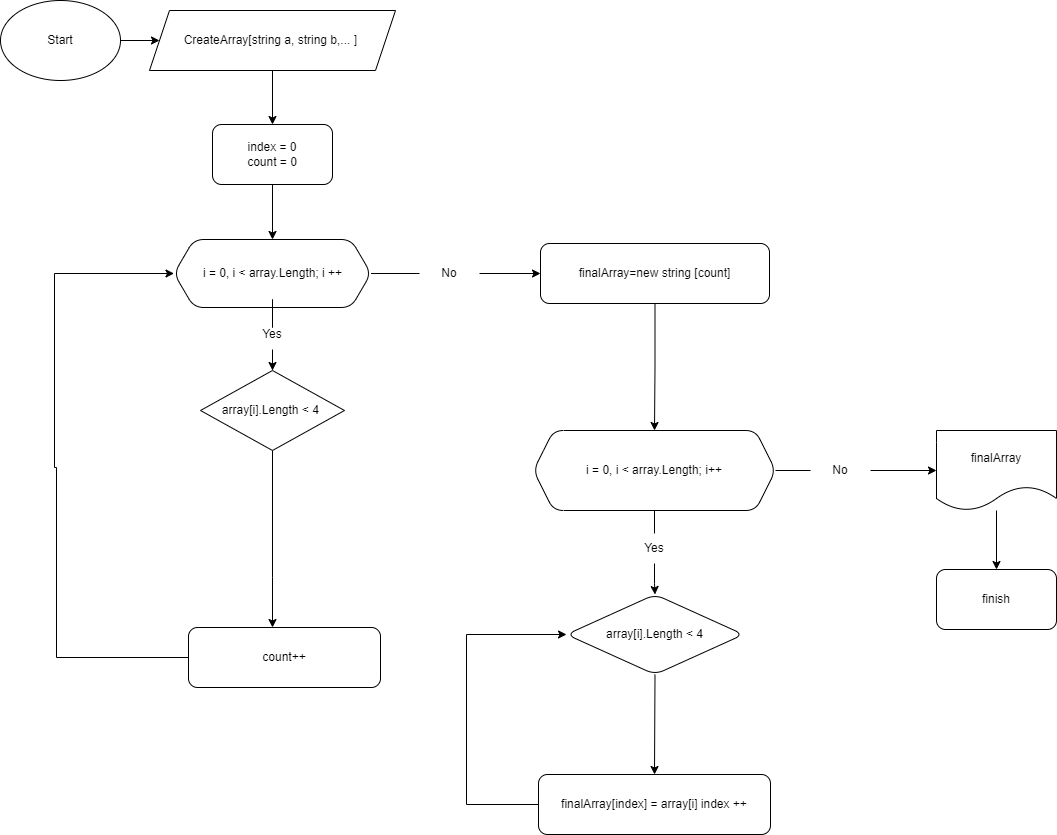 Start
CreateArray[string a, string b,... ]
index = 0
count = 0
i = 0, i < array.Length; i ++
No
finalArray=new string [count]
Yes
array[i].Length < 4
count++
i = 0, i < array.Length; i++
No
finalArray
Yes
finish
array[i].Length < 4
finalArray[index] = array[i] index ++